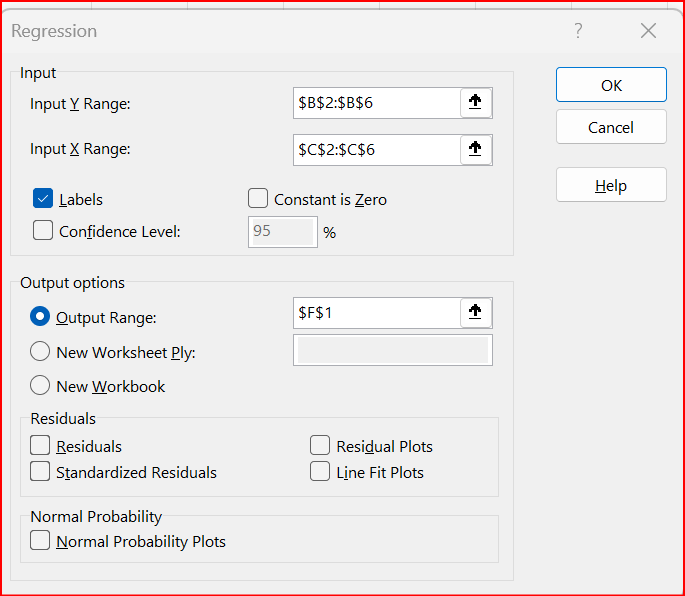 Regression ?
Input
Input Y Range: $B$2:$B$6
Input X Range: $C$2:$C$6
Labels Constant is Zero
Confidence Level: 95 %
OK
Cancel
Help
Output options
Output Range: $F$1
New Worksheet Ply:
New Workbook
Residuals
Residuals Residual Plots
Standardized Residuals Line Fit Plots
Normal Probability
Normal Probability Plots